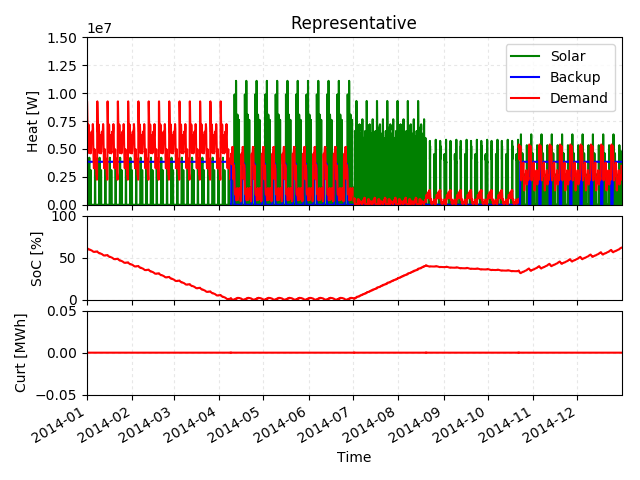 Representative
1e7
1.50
1.25
1.00
0.75
0.50
0.25
0.00
Heat [W]
Solar
Backup
Demand
100
50
0
SoC [%]
0.05
0.00
−0.05
Curt [MWh]
2014-01
2014-02
2014-03
2014-04
2014-05
2014-06
2014-07
2014-08
2014-09
2014-10
2014-11
2014-12
Time